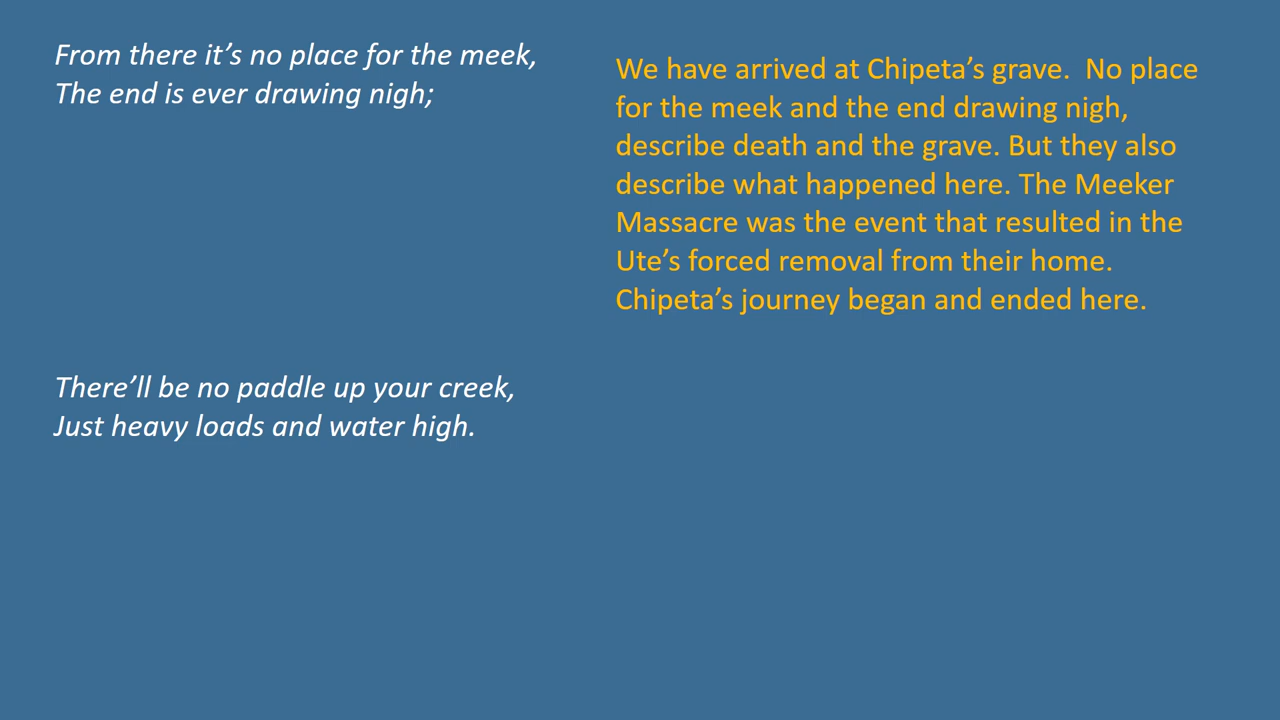 From there it’s no place for the meek,
The end is ever drawing nigh;
We have arrived at Chipeta’s grave.  No place
for the meek and the end drawing nigh,
describe death and the grave. But they also
describe what happened here. The Meeker
Massacre was the event that resulted in the
Ute’s forced removal from their home.
Chipeta’s journey began and ended here.
There’ll be no paddle up your creek,
Just heavy loads and water high.